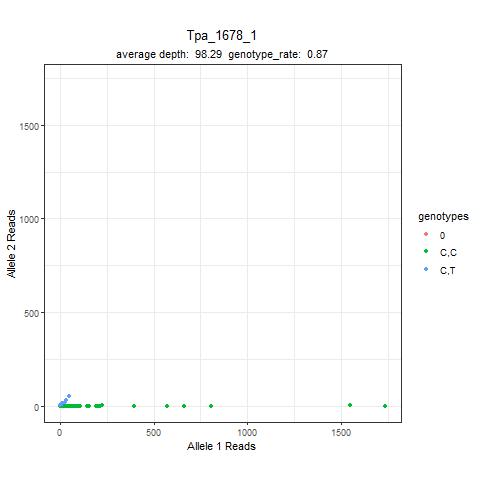 Tpa_1678_1
average depth: 98.29 genotype_rate: 0.87
1500
1000
500
0
Allele 2 Reads
0 500 1000 1500
Allele 1 Reads
genotypes
0
C,C
C,T